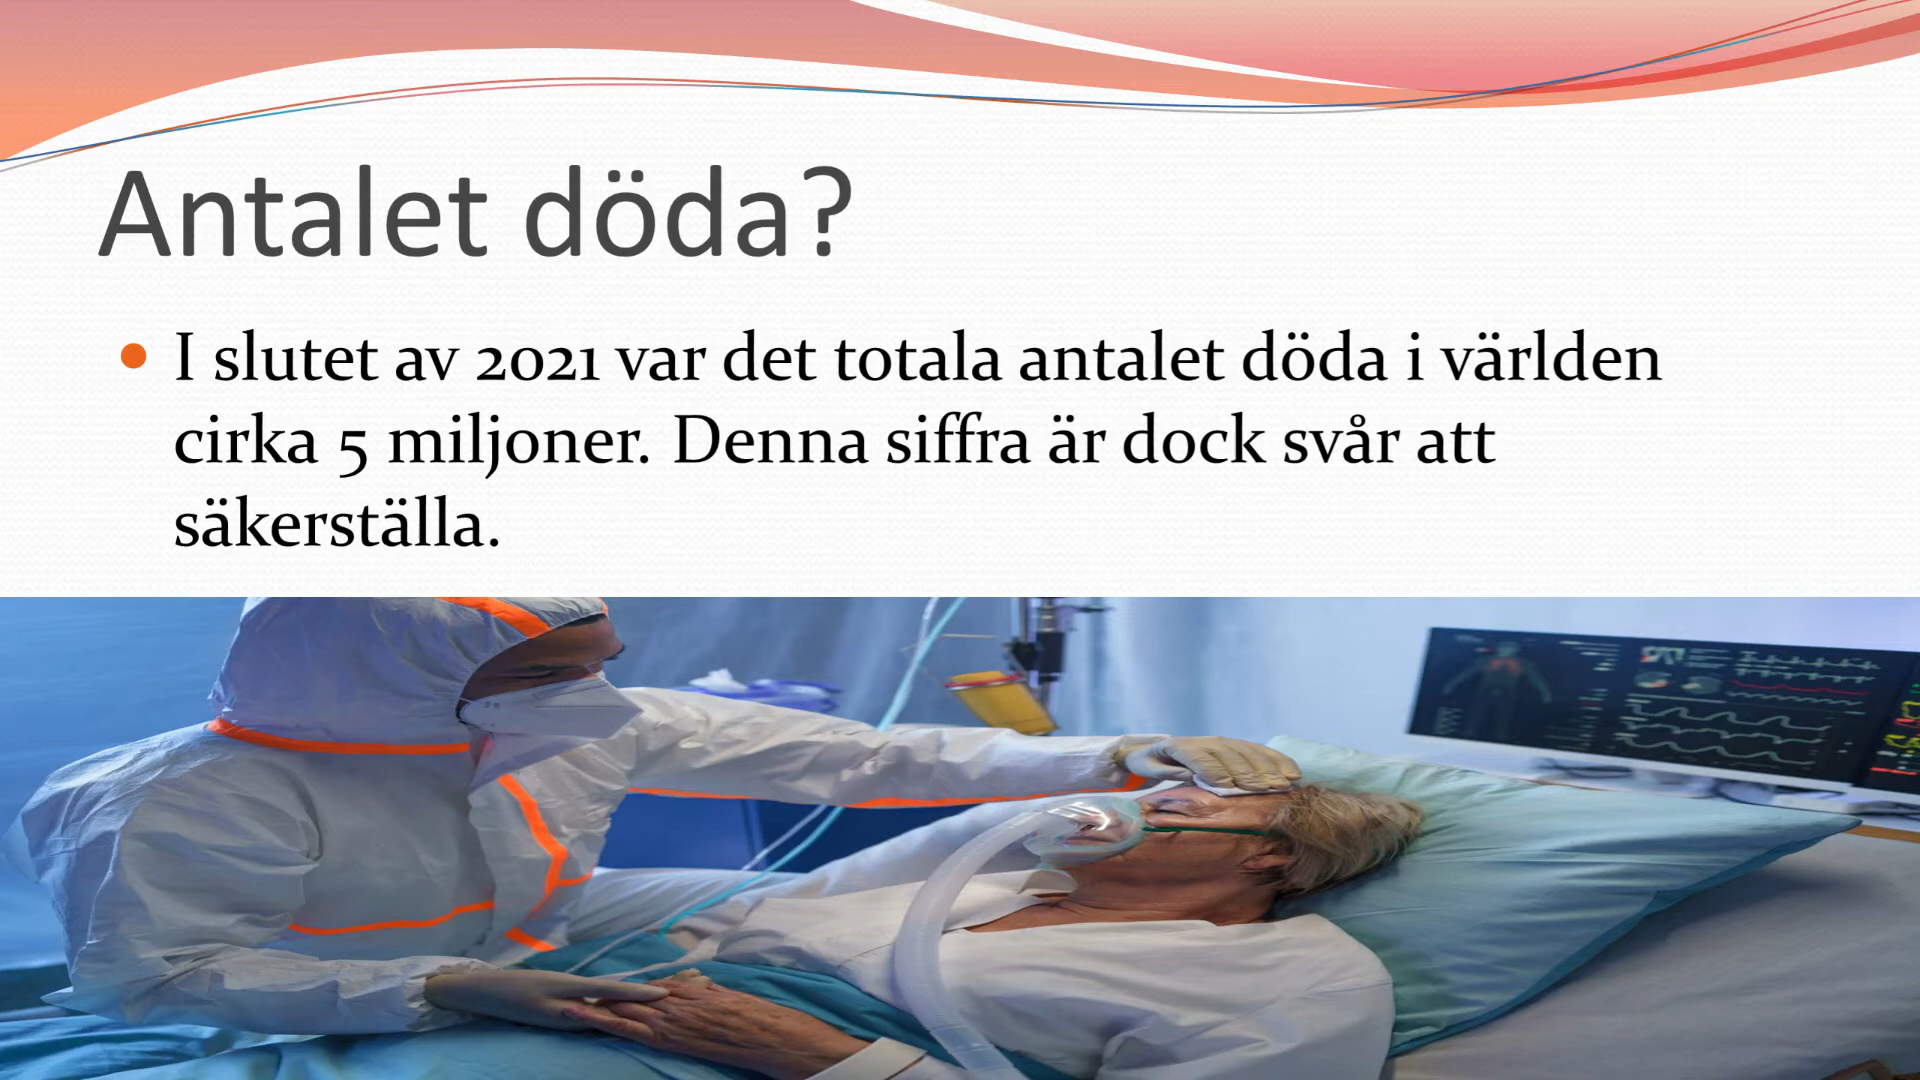 Antalet döda?
• I slutet av 2021 var det totala antalet döda i världen
cirka 5 miljoner. Denna siffra är dock svår att
säkerställa.